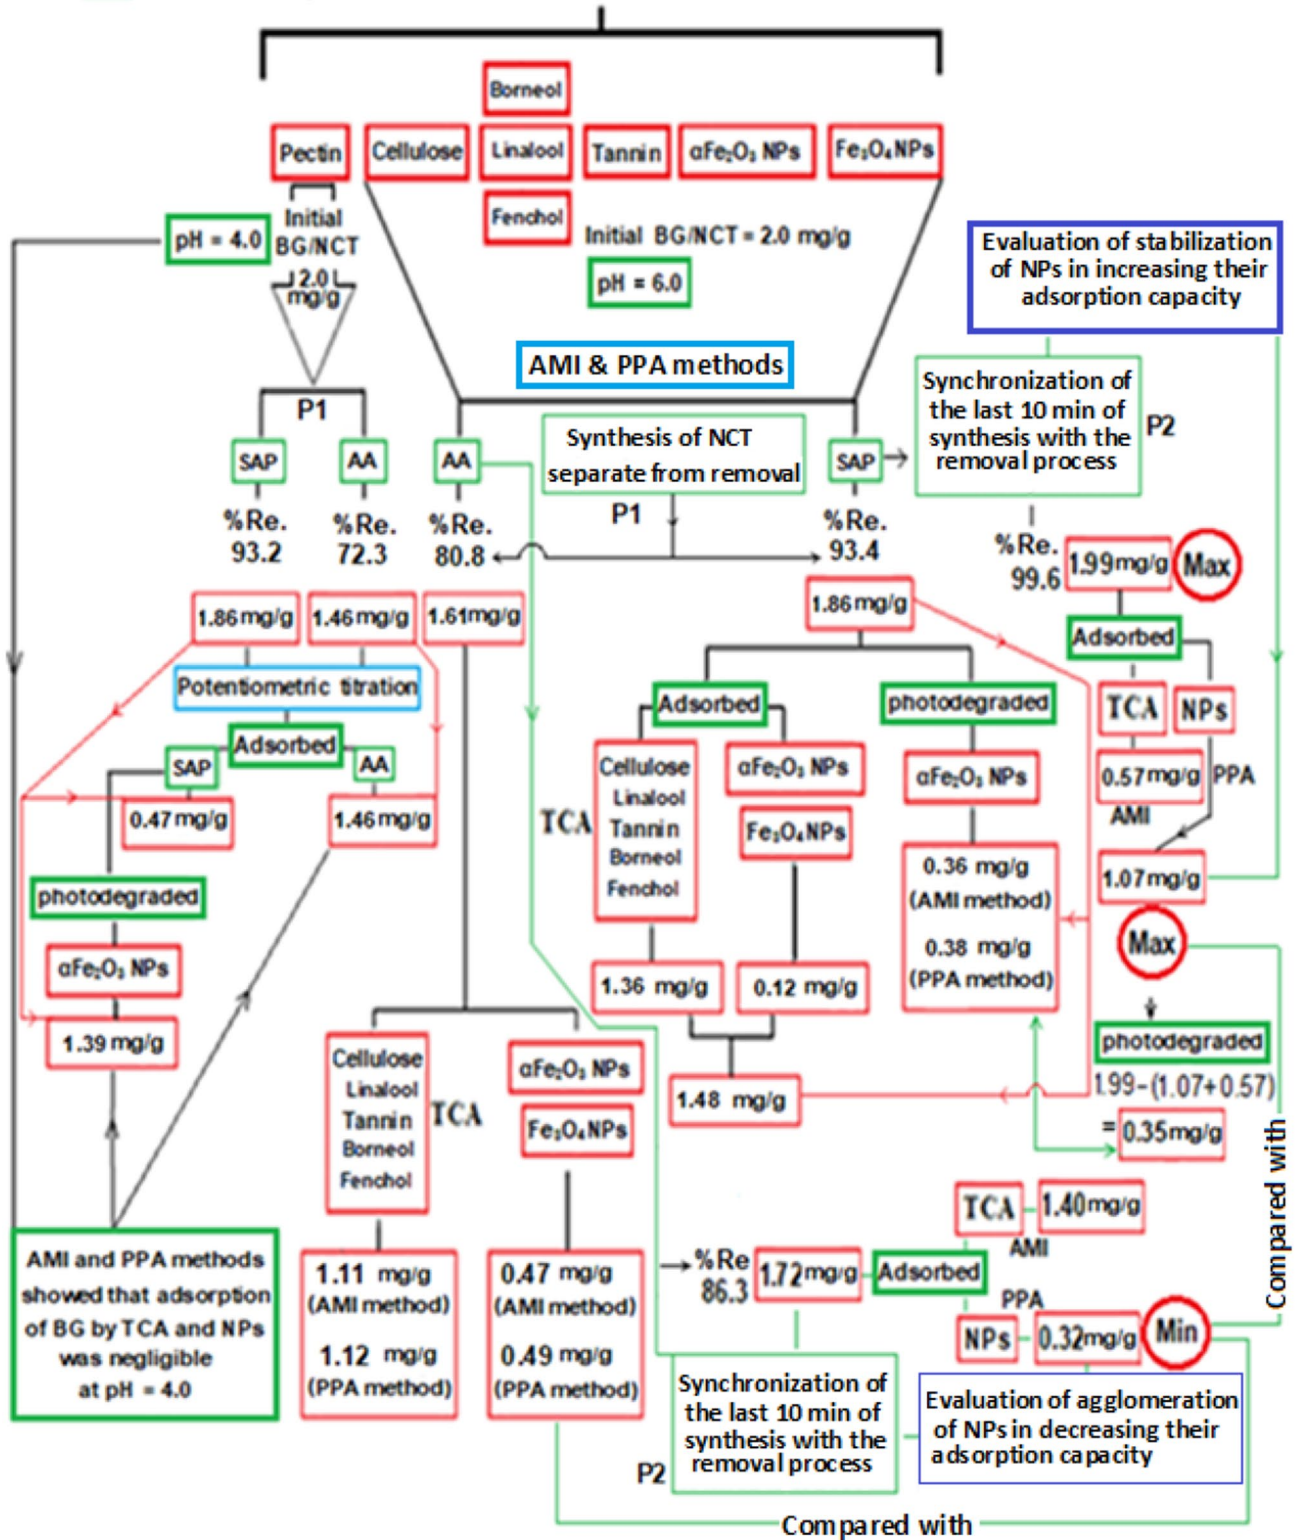 Borneol
Pectin
Cellulose
Linalool
Tannin
αFe₂O₃ NPs
Fe₃O₄NPs
Fenchol
pH = 4.0
Initial
BG/NCT
2.0
mg/g
Initial BG/NCT = 2.0 mg/g
pH = 6.0
Evaluation of stabilization
of NPs in increasing their
adsorption capacity
AMI & PPA methods
Synchronization of
the last 10 min of
synthesis with the
removal process
P2
P1
SAP
AA
AA
Synthesis of NCT
separate from removal
SAP
P1
%Re.
93.2
%Re.
72.3
%Re.
80.8
%Re.
93.4
%Re.
99.6
1.99mg/g
Max
1.86mg/g
1.46mg/g
1.61mg/g
1.86mg/g
Adsorbed
Potentiometric titration
Adsorbed
SAP
AA
0.47mg/g
1.46mg/g
Adsorbed
photodegraded
TCA
NPs
0.57mg/g
PPA
AMI
1.07mg/g
Max
TCA
Cellulose
Linalool
Tannin
Borneol
Fenchol
αFe₂O₃ NPs
Fe₃O₄NPs
αFe₂O₃ NPs
0.36 mg/g
(AMI method)
0.38 mg/g
(PPA method)
photodegraded
αFe₂O₃ NPs
1.39mg/g
1.36 mg/g
0.12 mg/g
1.48 mg/g
photodegraded
1.99-(1.07+0.57)
= 0.35mg/g
Cellulose
Linalool
Tannin
Borneol
Fenchol
TCA
αFe₂O₃ NPs
Fe₃O₄NPs
Compared with
AMI and PPA methods
showed that adsorption
of BG by TCA and NPs
was negligible
at pH = 4.0
1.11 mg/g
(AMI method)
1.12 mg/g
(PPA method)
0.47 mg/g
(AMI method)
0.49 mg/g
(PPA method)
%Re
86.3
1.72mg/g
Adsorbed
TCA
1.40mg/g
AMI
PPA
NPs
0.32mg/g
Min
Synchronization of
the last 10 min of
synthesis with the
removal process
P2
Evaluation of agglomeration
of NPs in decreasing their
adsorption capacity
Compared with